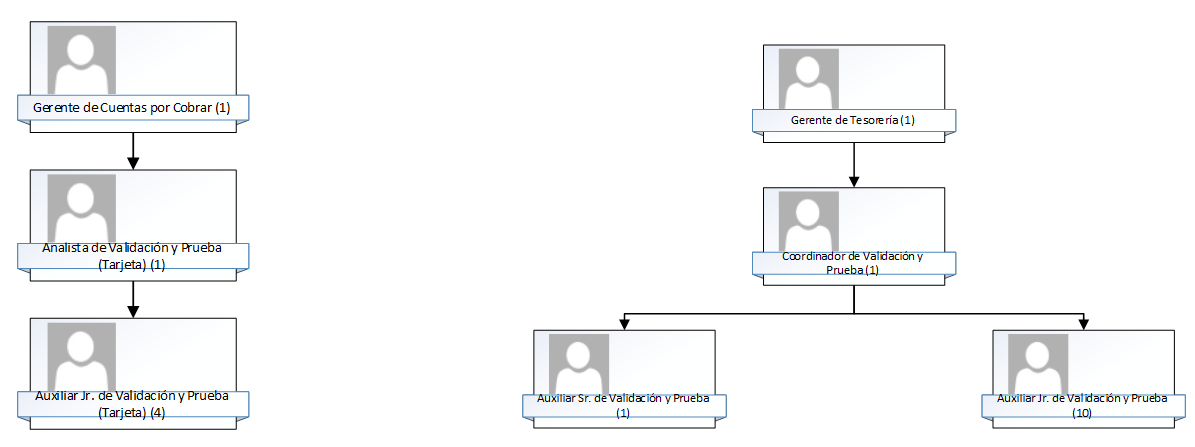 Gerente de Cuentas por Cobrar (1)
Analista de Validación y Prueba
(Tarjeta) (1)
Auxiliar Jr. de Validación y Prueba
(Tarjeta) (4)
Gerente de Tesorería (1)
Coordinador de Validación y
Prueba (1)
Auxiliar Sr. de Validación y Prueba
(1)
Auxiliar Jr. de Validación y Prueba
(10)